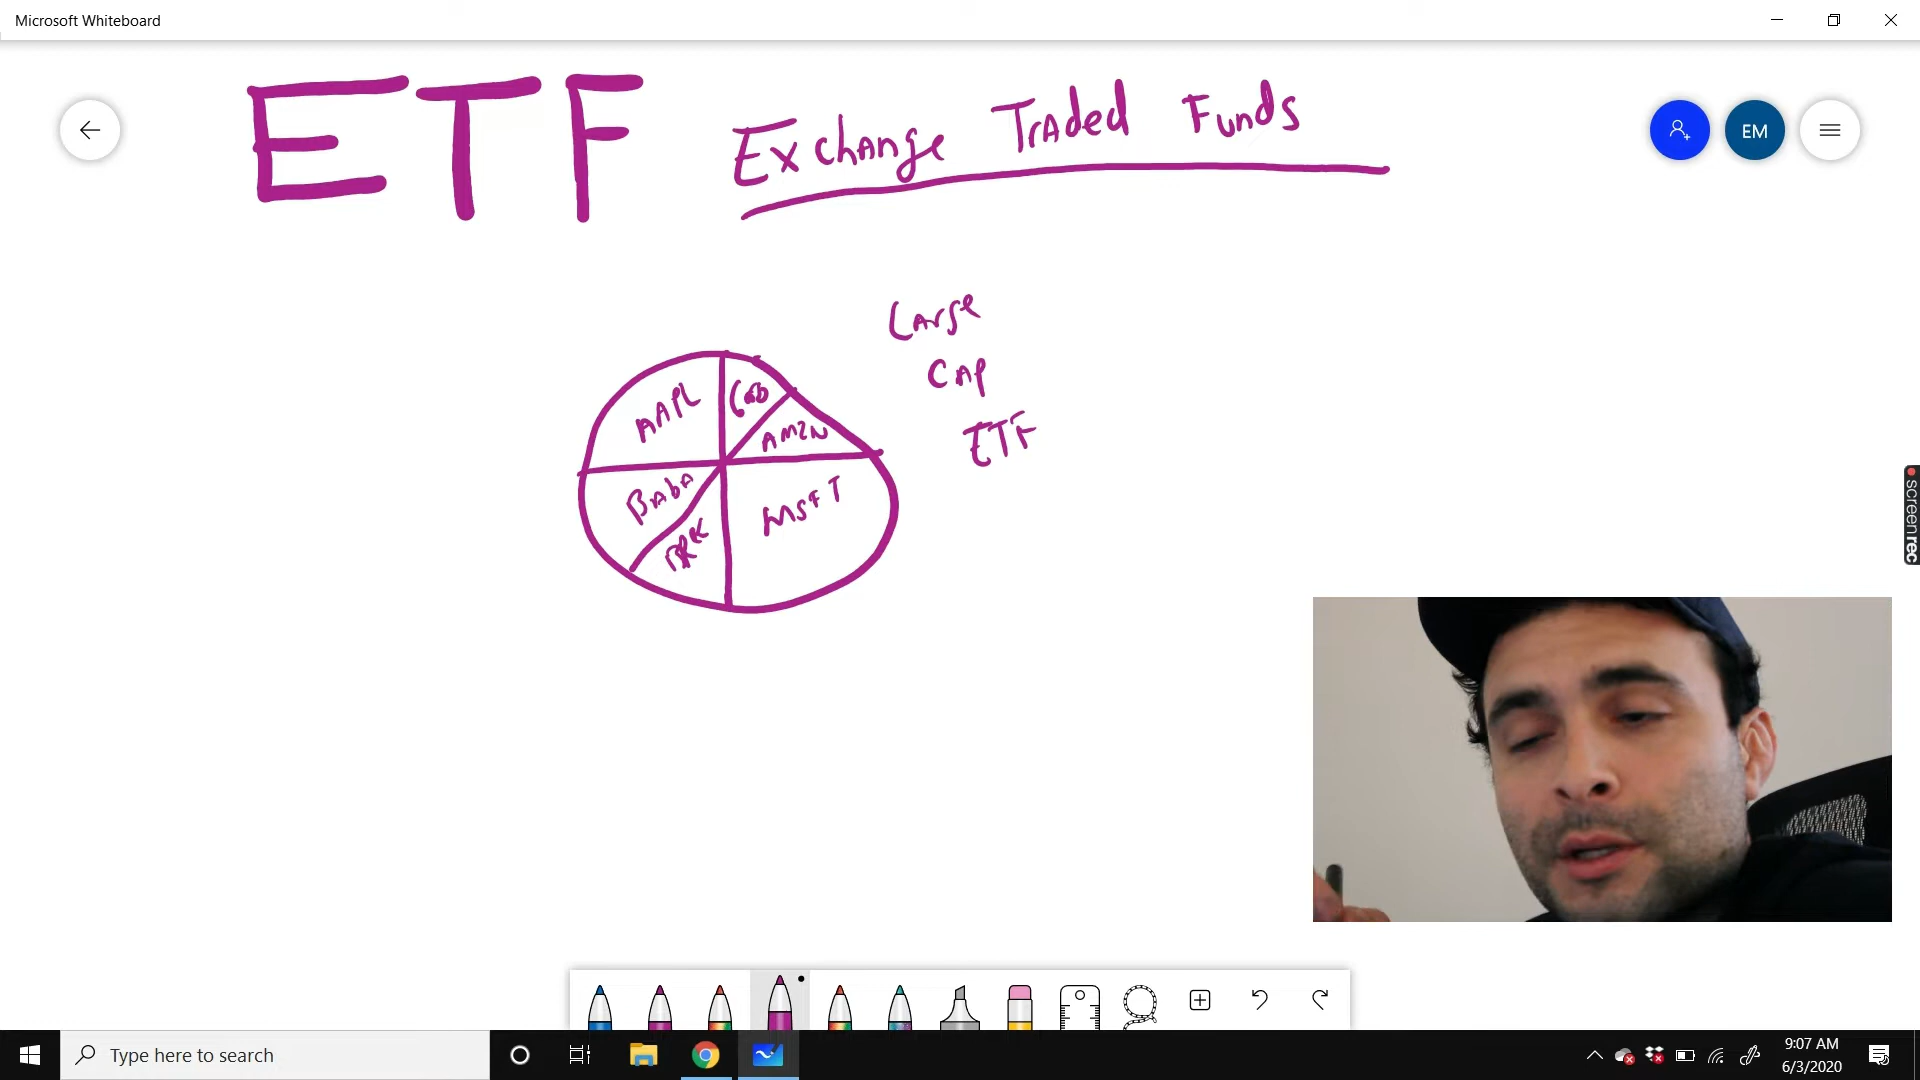 Microsoft Whiteboard
ETF Exchange Traded Funds
EM
Large
CAP
ETF
AAPL
AMZN
BAbA
MSFT
BRK
screenrec
Type here to search
9:07 AM
6/3/2020